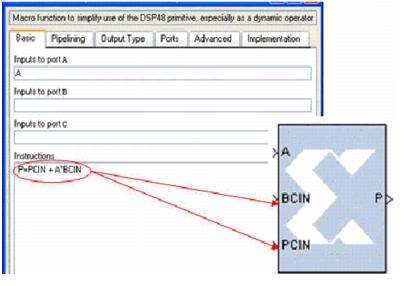 Macro function to simplify use of the DSP48 primitive, especially as a dynamic operator
Basic Pipelining Output Type Ports Advanced Implementation
Inputs to port A
A
Inputs to port B
Inputs to port C
Instructions
P=PCIN + A*BCIN
A
BCIN P
PCIN